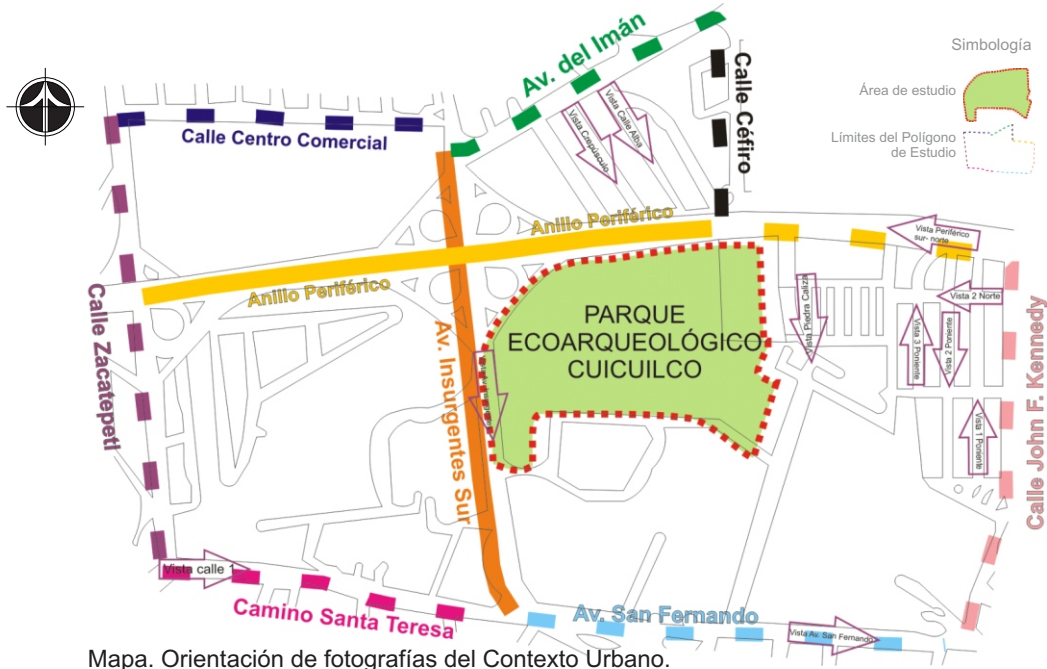 Av. del Imán
Simbología
Área de estudio
Límites del Polígono
de Estudio
Calle Centro Comercial
Calle Céfiro
Vista Crepúsculo
Vista Calle Alba
Anilio Periférico
Anilio Periférico
Vista Periférico
sur- norte
Calle Zacatepetl
Av. Insurgentes Sur
PARQUE
ECOARQUEOLÓGICO
CUICUILCO
Vista Piedra Caliza
Vista 2 Norte
Vista 3 Poniente
Vista 2 Poniente
Vista 1 Poniente
Calle John F. Kennedy
Vista calle 1
Camino Santa Teresa
Av. San Fernando
Vista Av. San Fernando
Mapa. Orientación de fotografías del Contexto Urbano.